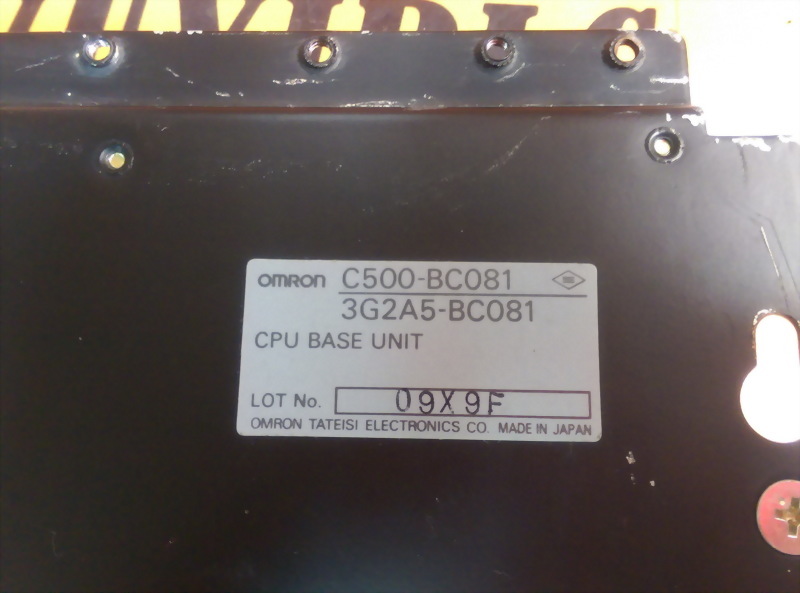 OMRON C500-BC081
3G2A5-BC081
CPU BASE UNIT
LOT No. 09X9F
OMRON TATEISI ELECTRONICS CO. MADE IN JAPAN